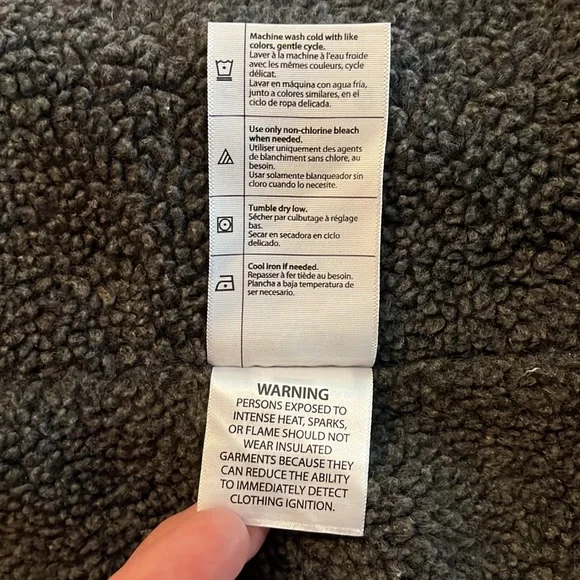 Machine wash cold with like
colors, gentle cycle.
Laver à la machine à l'eau froide
avec les mêmes couleurs, cycle
délicat.
Lavar en máquina con agua fría,
junto a colores similares, en el
ciclo de ropa delicada.
Use only non-chlorine bleach
when needed.
Utiliser uniquement des agents
de blanchiment sans chlore, au
besoin.
Usar solamente blanqueador sin
cloro cuando lo necesite.
Tumble dry low.
Sécher par culbutage à réglage
bas.
Secar en secadora en ciclo
delicado.
Cool iron if needed.
Repasser à fer tiède au besoin.
Plancha a baja temperatura de
ser necesario.
WARNING
PERSONS EXPOSED TO
INTENSE HEAT, SPARKS,
OR FLAME SHOULD NOT
WEAR INSULATED
GARMENTS BECAUSE THEY
CAN REDUCE THE ABILITY
TO IMMEDIATELY DETECT
CLOTHING IGNITION.